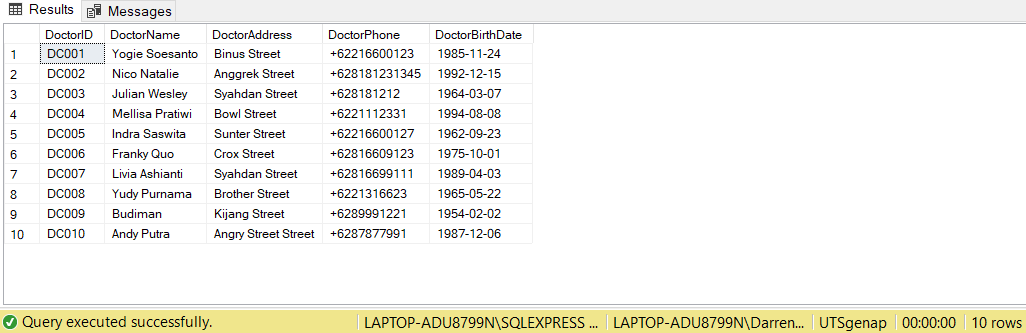 Results Messages
DoctorID DoctorName DoctorAddress DoctorPhone DoctorBirthDate
1 DC001 Yogie Soesanto Binus Street +62216600123 1985-11-24
2 DC002 Nico Natalie Anggrek Street +628181231345 1992-12-15
3 DC003 Julian Wesley Syahdan Street +628181212 1964-03-07
4 DC004 Mellisa Pratiwi Bowl Street +6221112331 1994-08-08
5 DC005 Indra Saswita Sunter Street +62216600127 1962-09-23
6 DC006 Franky Quo Crox Street +62816609123 1975-10-01
7 DC007 Livia Ashianti Syahdan Street +62816699111 1989-04-03
8 DC008 Yudy Purnama Brother Street +6221316623 1965-05-22
9 DC009 Budiman Kijang Street +6289991221 1954-02-02
10 DC010 Andy Putra Angry Street Street +6287877991 1987-12-06
Query executed successfully. LAPTOP-ADU8799N\SQLEXPRESS ... LAPTOP-ADU8799N\Darren... UTSgenap 00:00:00 10 rows